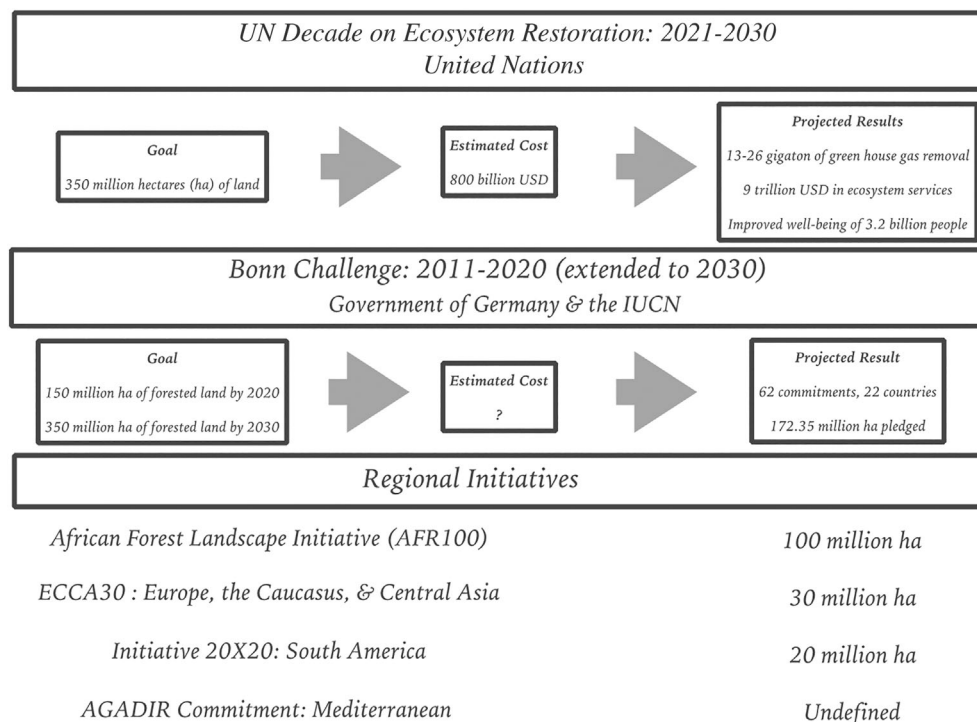 UN Decade on Ecosystem Restoration: 2021-2030
United Nations
Goal
350 million hectares (ha) of land
Estimated Cost
800 billion USD
Projected Results
13-26 gigaton of green house gas removal
9 trillion USD in ecosystem services
Improved well-being of 3.2 billion people
Bonn Challenge: 2011-2020 (extended to 2030)
Government of Germany & the IUCN
Goal
150 million ha of forested land by 2020
350 million ha of forested land by 2030
Estimated Cost
?
Projected Result
62 commitments, 22 countries
172.35 million ha pledged
Regional Initiatives
African Forest Landscape Initiative (AFR100)
100 million ha
ECCA30 : Europe, the Caucasus, & Central Asia
30 million ha
Initiative 20X20: South America
20 million ha
AGADIR Commitment: Mediterranean
Undefined